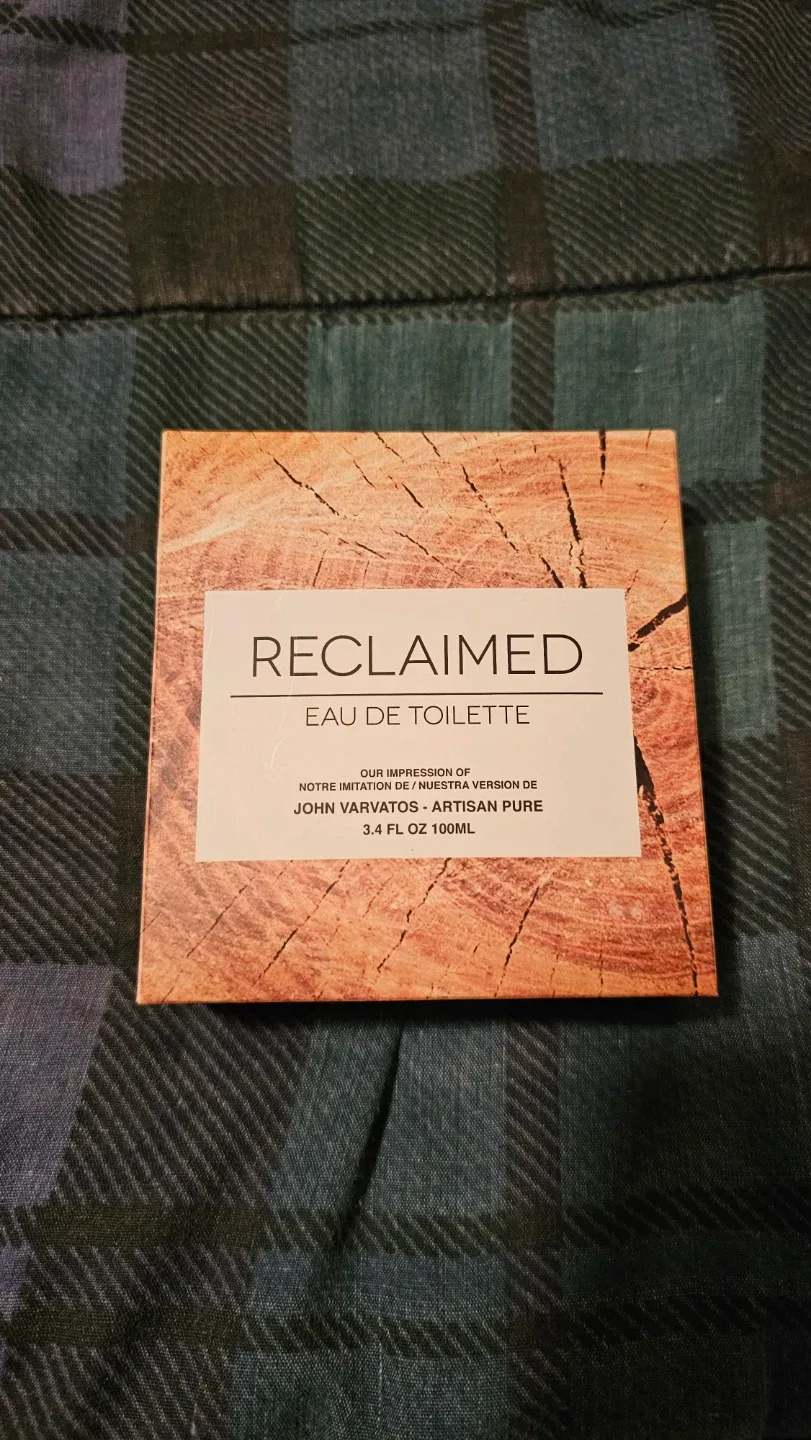 RECLAIMED
EAU DE TOILETTE
OUR IMPRESSION OF
NOTRE IMITATION DE / NUESTRA VERSION DE
JOHN VARVATOS - ARTISAN PURE
3.4 FL OZ 100ML